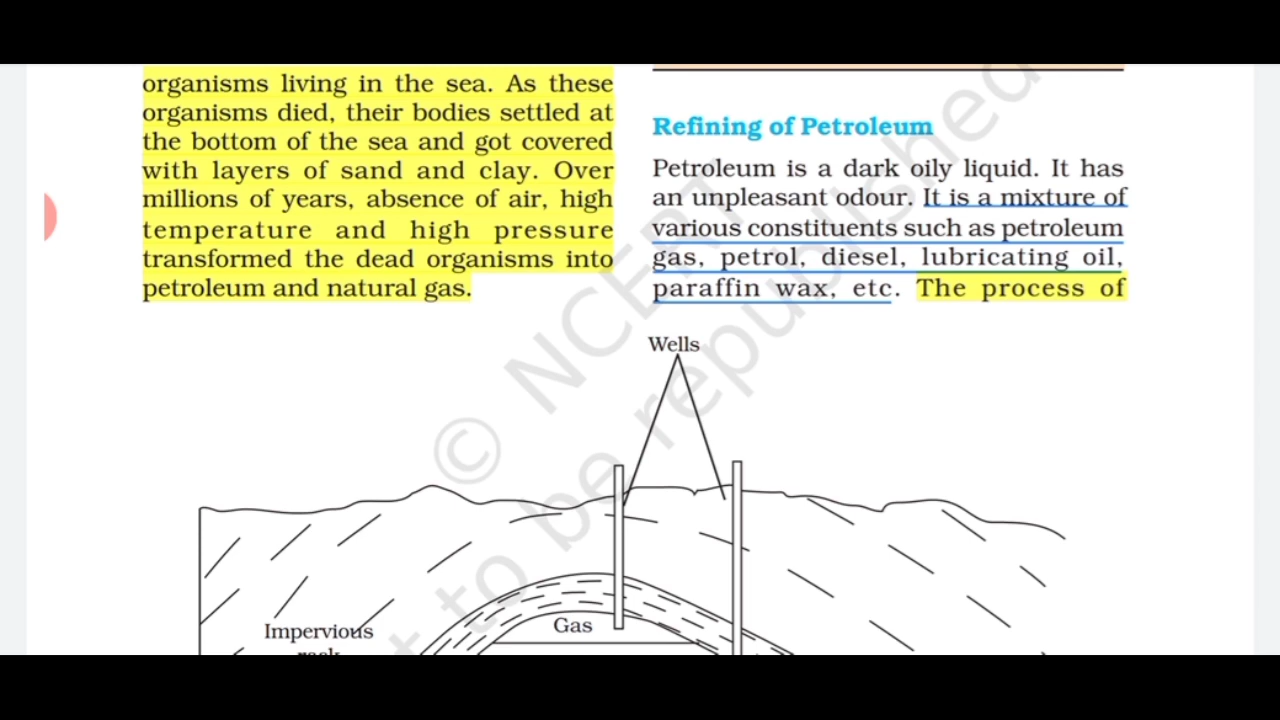 organisms living in the sea. As these
organisms died, their bodies settled at
the bottom of the sea and got covered
with layers of sand and clay. Over
millions of years, absence of air, high
temperature and high pressure
transformed the dead organisms into
petroleum and natural gas.
Refining of Petroleum
Petroleum is a dark oily liquid. It has
an unpleasant odour. It is a mixture of
various constituents such as petroleum
gas, petrol, diesel, lubricating oil,
paraffin wax, etc. The process of
Wells
Gas
Impervious
© NCERT
to be republished